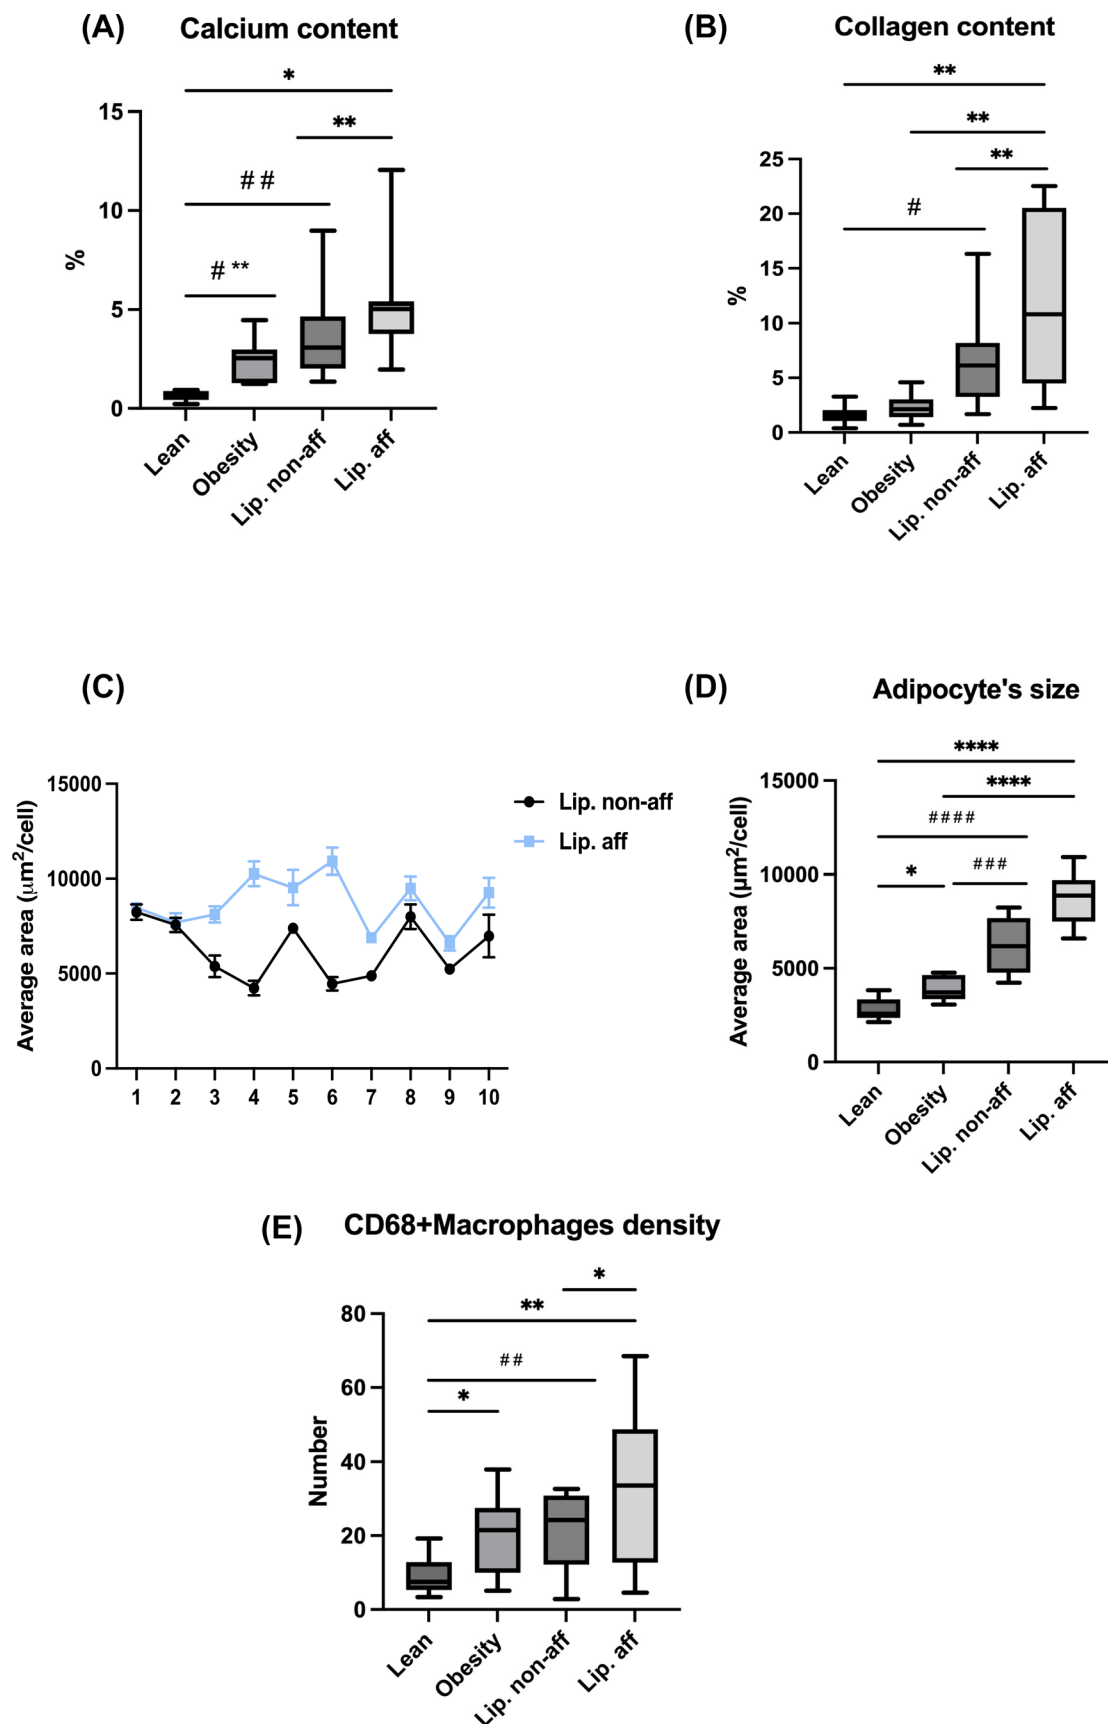 (A) Calcium content
*
**
# #
# **
15
10
5
0
%
Lean
Obesity
Lip. non-aff
Lip. aff
(B) Collagen content
**
**
**
#
25
20
15
10
5
0
%
Lean
Obesity
Lip. non-aff
Lip. aff
(C)
15000
10000
5000
0
Average area (μm²/cell)
1 2 3 4 5 6 7 8 9 10
Lip. non-aff
Lip. aff
(D) Adipocyte's size
****
****
####
###
*
15000
10000
5000
0
Average area (μm²/cell)
Lean
Obesity
Lip. non-aff
Lip. aff
(E) CD68+Macrophages density
*
**
##
*
80
60
40
20
0
Number
Lean
Obesity
Lip. non-aff
Lip. aff